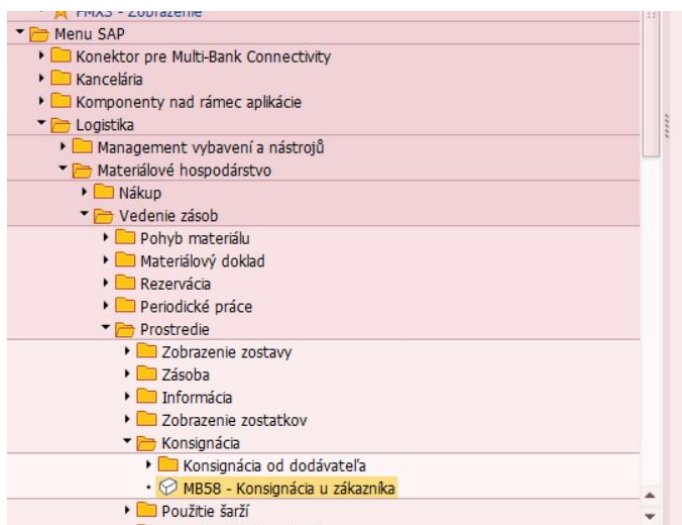 FMX3 - Zobrazenie
Menu SAP
Konektor pre Multi-Bank Connectivity
Kancelária
Komponenty nad rámec aplikácie
Logistika
Management vybavení a nástrojů
Materiálové hospodárstvo
Nákup
Vedenie zásob
Pohyb materiálu
Materiálový doklad
Rezervácia
Periodické práce
Prostredie
Zobrazenie zostavy
Zásoba
Informácia
Zobrazenie zostatkov
Konsignácia
Konsignácia od dodávateľa
MB58 - Konsignácia u zákazníka
Použitie šarží